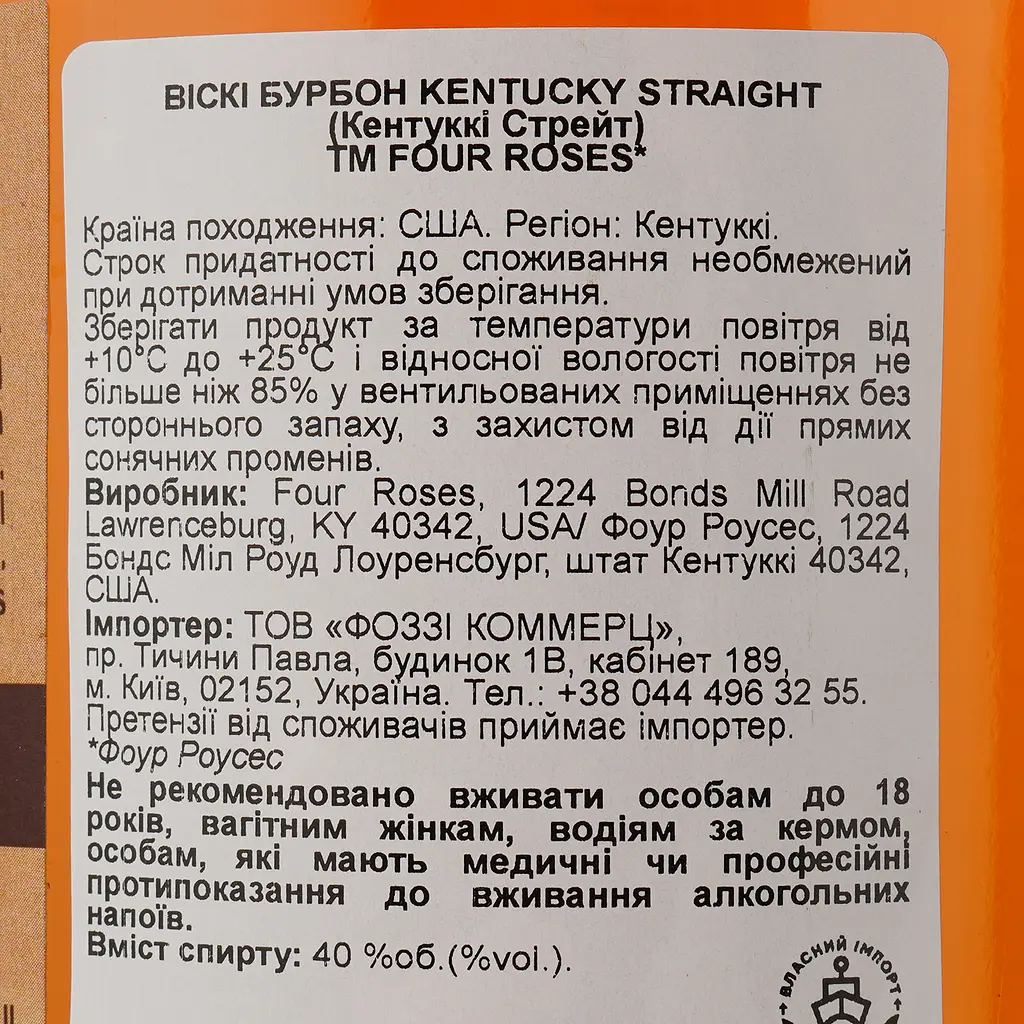 ВІСКІ БУРБОН KENTUCKY STRAIGHT
(Кентуккі Стрейт)
ТМ FOUR ROSES*
Країна походження: США. Регіон: Кентуккі.
Строк придатності до споживання необмежений
при дотриманні умов зберігання.
Зберігати продукт за температури повітря від
+10°С до +25°С і відносної вологості повітря не
більше ніж 85% у вентильованих приміщеннях без
стороннього запаху, з захистом від дії прямих
сонячних променів.
Виробник: Four Roses, 1224 Bonds Mill Road
Lawrenceburg, KY 40342, USA/ Фоур Роусес, 1224
Бондс Міл Роуд Лоуренсбург, штат Кентуккі 40342,
США.
Імпортер: ТОВ «ФОЗЗІ КОММЕРЦ»,
пр. Тичини Павла, будинок 1В, кабінет 189,
м. Київ, 02152, Україна. Тел.: +38 044 496 32 55.
Претензії від споживачів приймає імпортер.
*Фоур Роусес
Не рекомендовано вживати особам до 18
років, вагітним жінкам, водіям за кермом,
особам, які мають медичні чи професійні
протипоказання до вживання алкогольних
напоїв.
Вміст спирту: 40 %об.(%vol.).
ВЛАСНИЙ ІМПОРТ